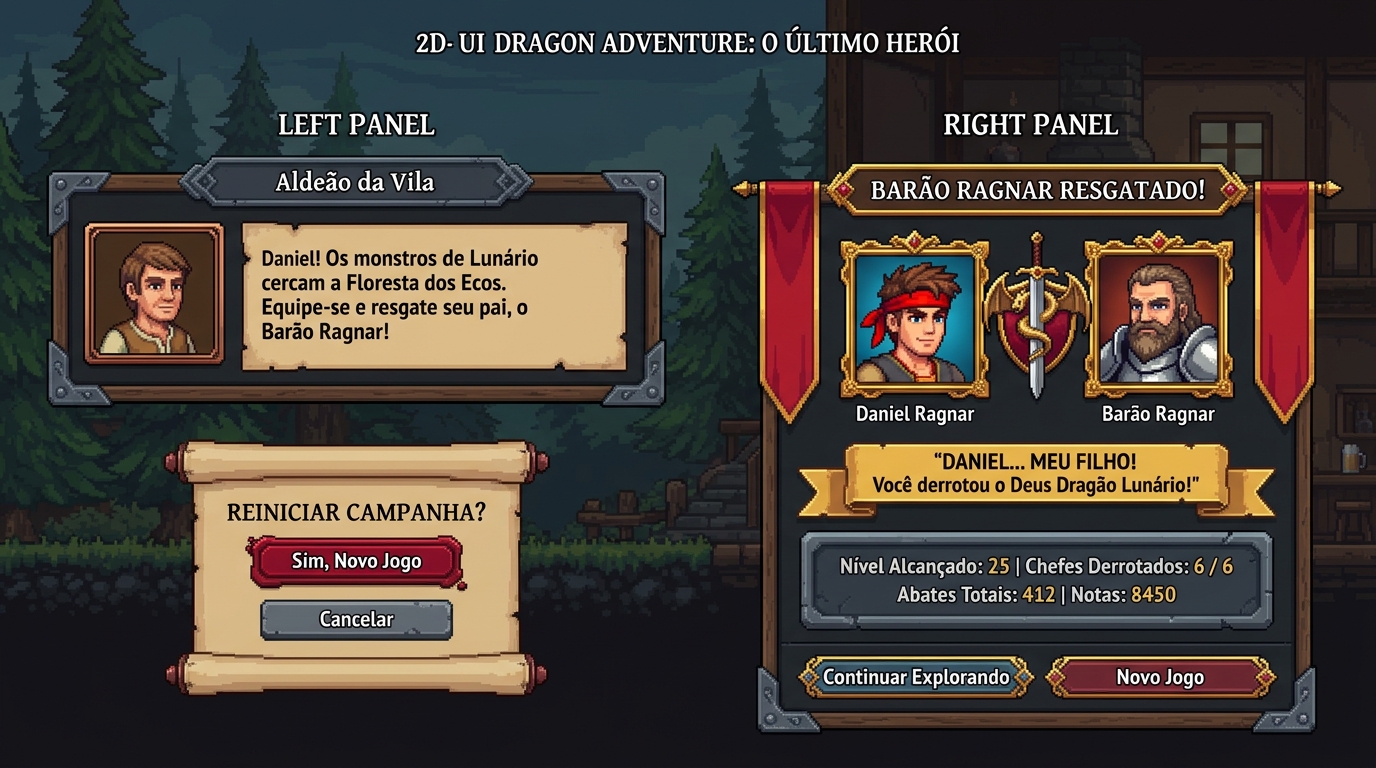 2D- UI DRAGON ADVENTURE: O ÚLTIMO HERÓI
LEFT PANEL
Aldeão da Vila
Daniel! Os monstros de Lunário
cercam a Floresta dos Ecos.
Equipe-se e resgate seu pai, o
Barão Ragnar!
REINICIAR CAMPANHA?
Sim, Novo Jogo
Cancelar
RIGHT PANEL
BARÃO RAGNAR RESGATADO!
Daniel Ragnar
Barão Ragnar
“DANIEL... MEU FILHO!
Você derrotou o Deus Dragão Lunário!”
Nível Alcançado: 25 | Chefes Derrotados: 6 / 6
Abates Totais: 412 | Notas: 8450
Continuar Explorando
Novo Jogo